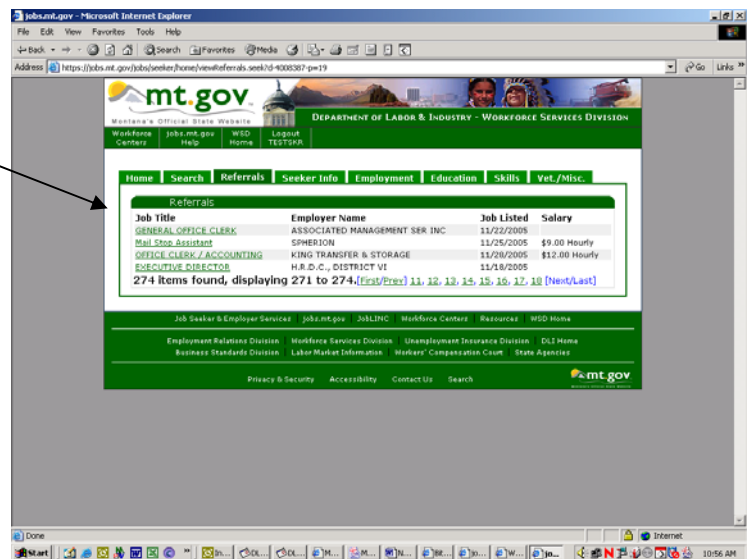 jobs.mt.gov - Microsoft Internet Explorer
File Edit View Favorites Tools Help
Back Search Favorites Media
Address https://jobs.mt.gov/jobs/seeker/home/viewReferrals.seek?d-4008387-p=19 Go Links »
mt.gov
Montana's Official State Website
DEPARTMENT OF LABOR & INDUSTRY - WORKFORCE SERVICES DIVISION
Workforce Centers jobs.mt.gov Help WSD Home Logout TESTSKR
Home Search Referrals Seeker Info Employment Education Skills Vet./Misc.
Referrals
Job Title Employer Name Job Listed Salary
GENERAL OFFICE CLERK ASSOCIATED MANAGEMENT SER INC 11/22/2005
Mail Stop Assistant SPHERION 11/25/2005 $9.00 Hourly
OFFICE CLERK / ACCOUNTING KING TRANSFER & STORAGE 11/28/2005 $12.00 Hourly
EXECUTIVE DIRECTOR H.R.D.C., DISTRICT VI 11/18/2005
274 items found, displaying 271 to 274.[First/Prev] 11, 12, 13, 14, 15, 16, 17, 18 [Next/Last]
Job Seeker & Employer Services jobs.mt.gov JobLINC Workforce Centers Resources WSD Home
Employment Relations Division Workforce Services Division Unemployment Insurance Division DLI Home
Business Standards Division Labor Market Information Workers' Compensation Court State Agencies
Privacy & Security Accessibility Contact Us Search
mt.gov
Done Internet
Start 10:56 AM